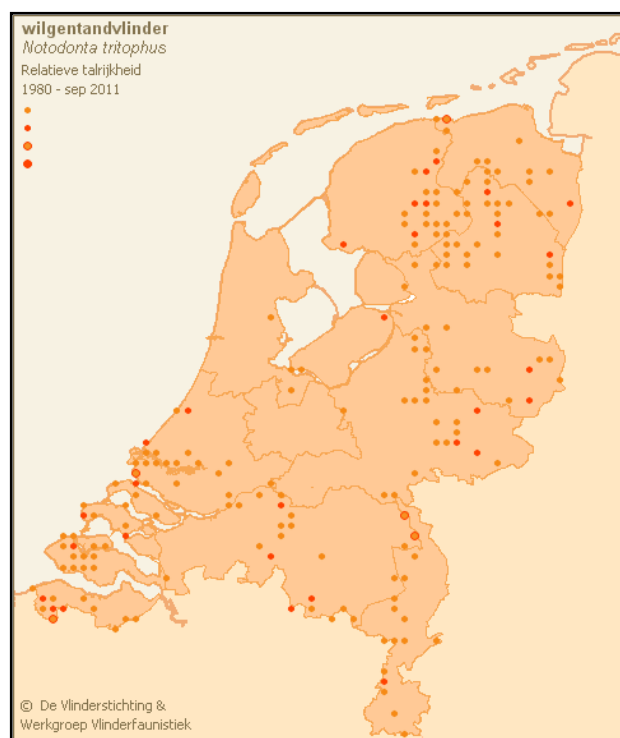 wilgentandvlinder
Notodonta tritophus
Relatieve talrijkheid
1980 - sep 2011
© De Vlinderstichting &
Werkgroep Vlinderfaunistiek